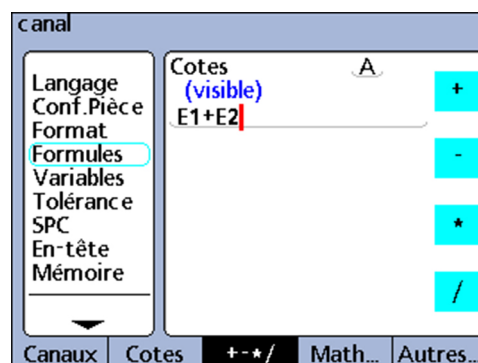 canal
Langage
Conf.Pièce
Format
Formules
Variables
Tolérance
SPC
En-tête
Mémoire
Cotes A
(visible)
E1+E2
+
-
*
/
Canaux Cotes +-*/ Math... Autres...